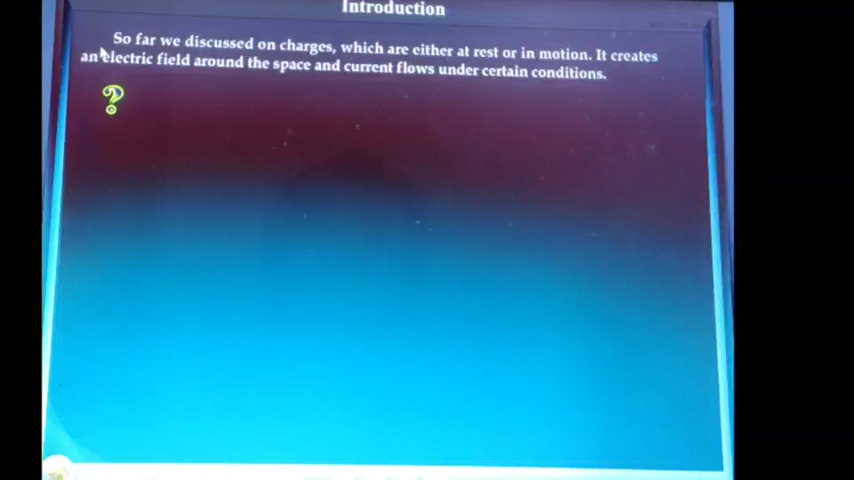 Introduction
So far we discussed on charges, which are either at rest or in motion. It creates
an electric field around the space and current flows under certain conditions.
?